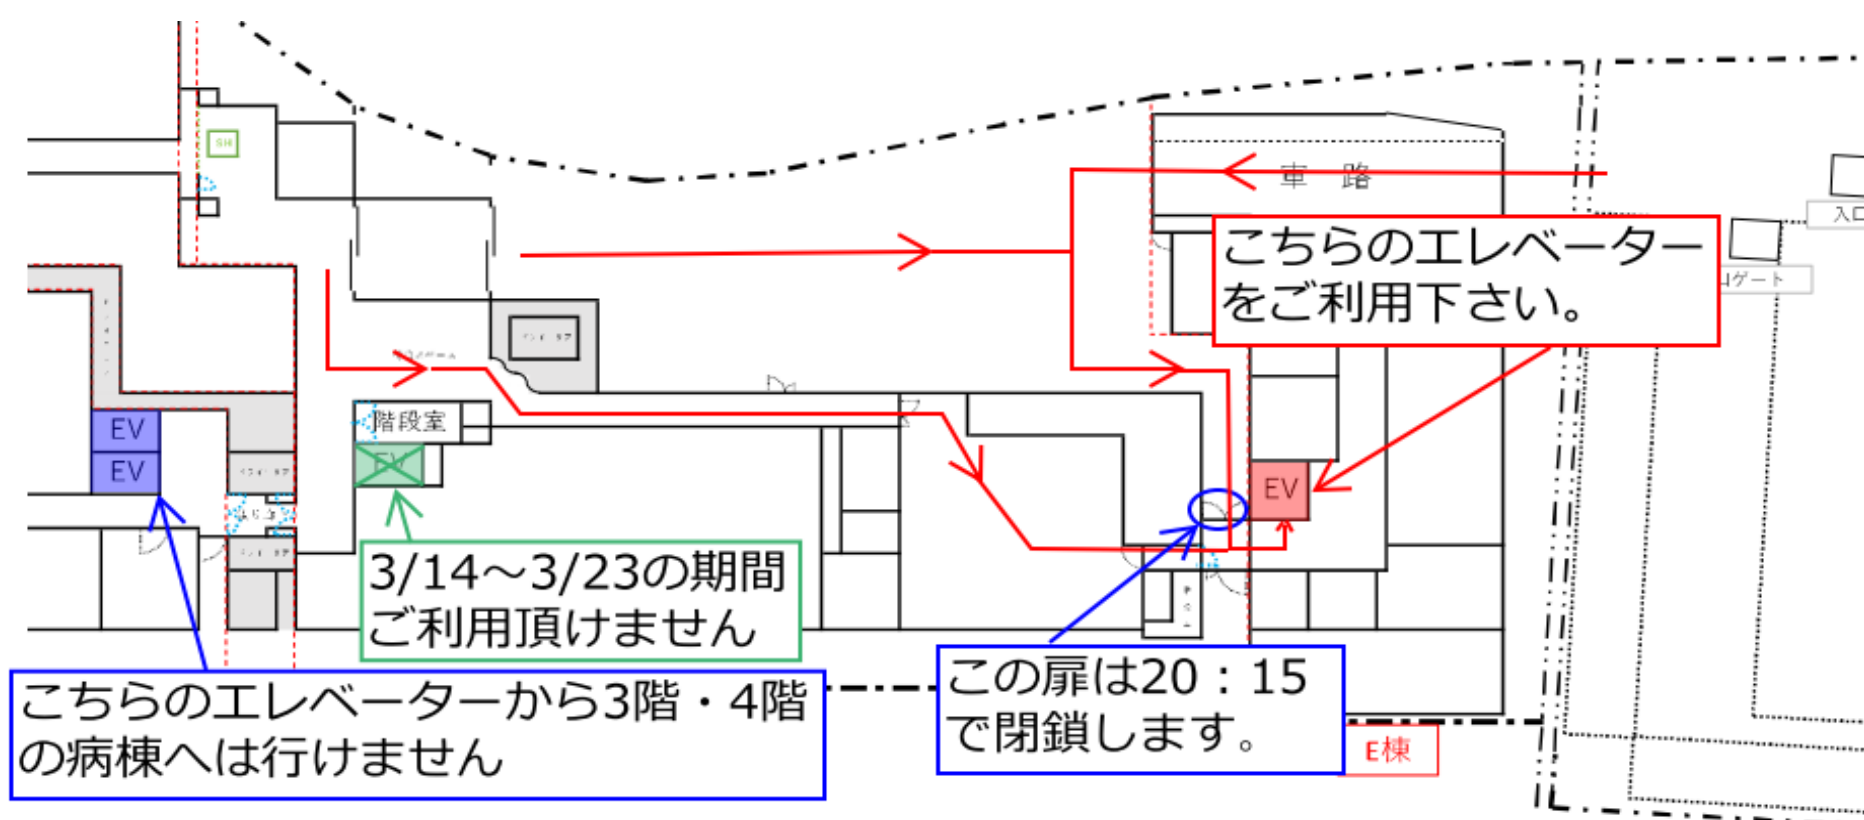 SH
車 路
入口
こちらのエレベーター
をご利用下さい。
ゲート
EV
EV
階段室
EV
EV
3/14～3/23の期間
ご利用頂けません
こちらのエレベーターから3階・4階
の病棟へは行けません
この扉は20：15
で閉鎖します。
E棟